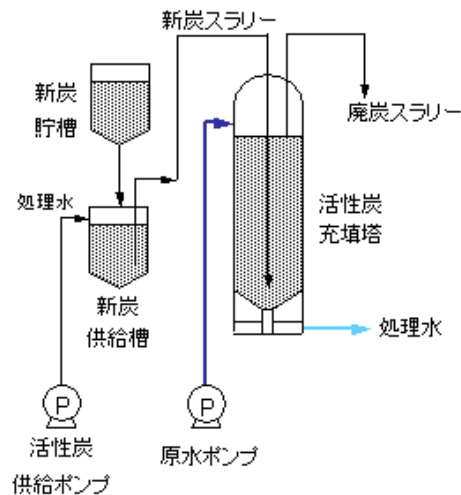 新炭スラリー
新炭
貯槽
廃炭スラリー
処理水
活性炭
充填塔
新炭
供給槽
処理水
P
P
活性炭
供給ポンプ
原水ポンプ